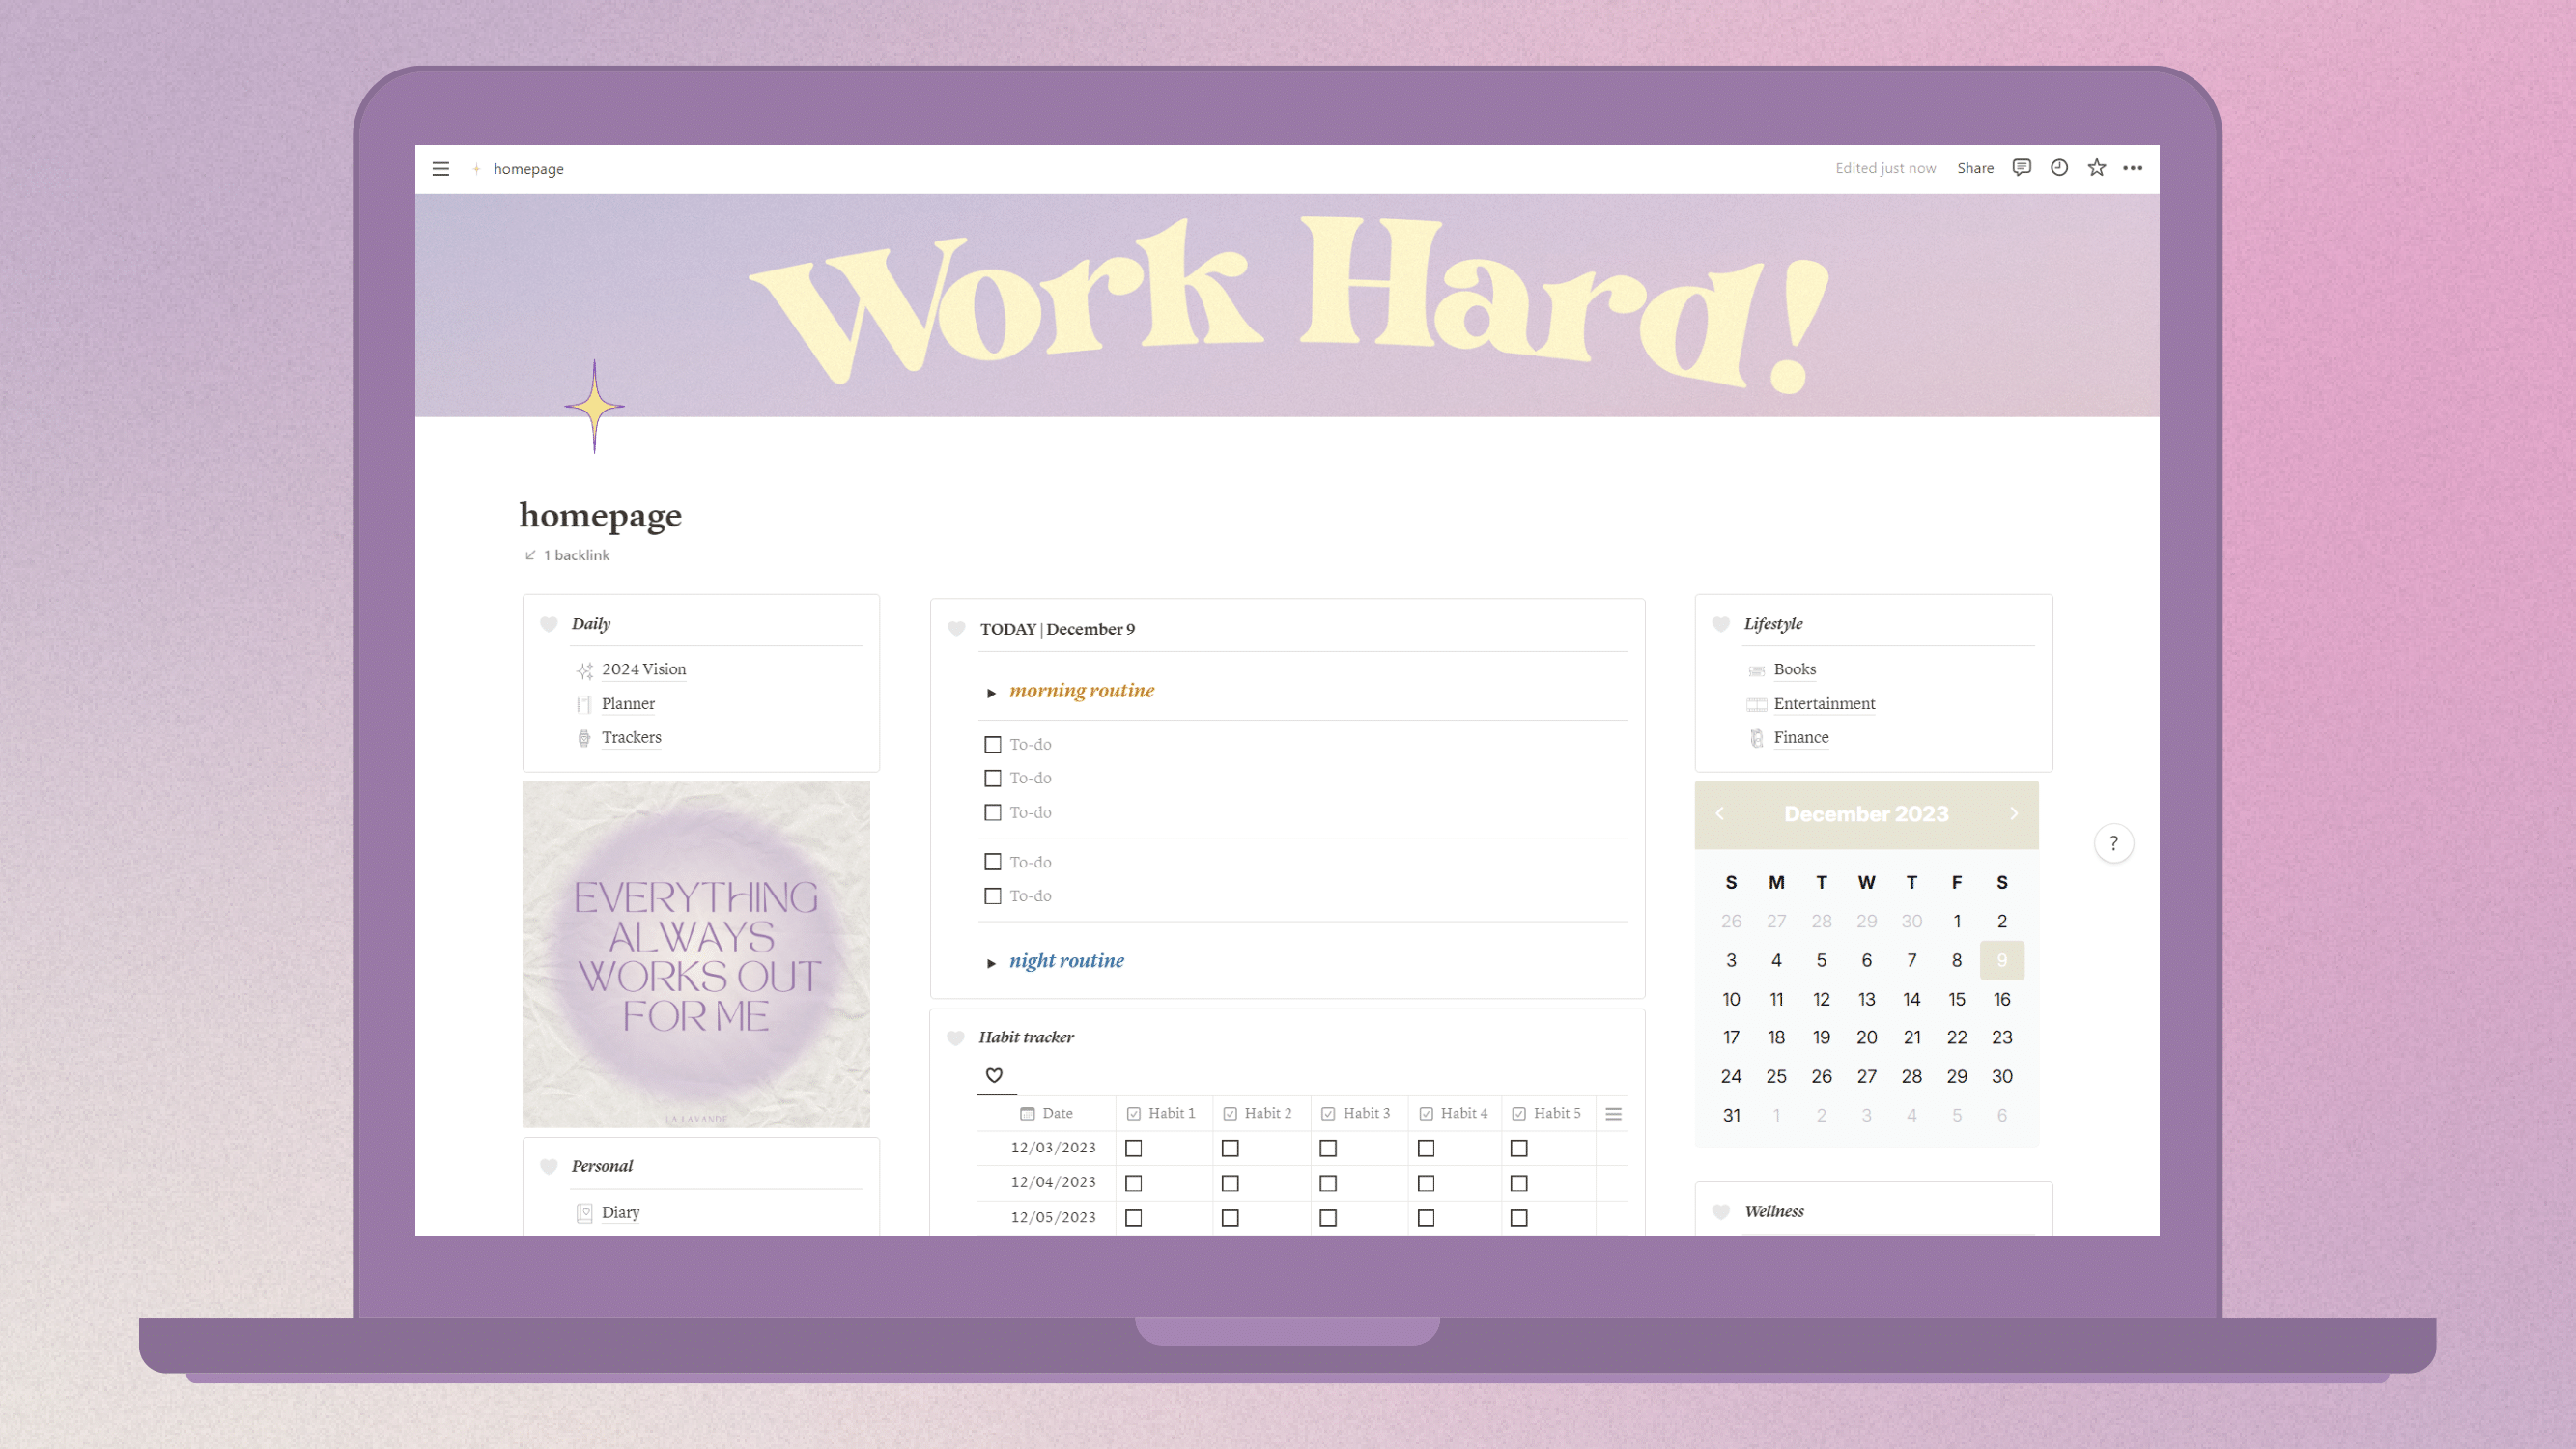 homepage
Edited just now Share
Work Hard!
homepage
1 backlink
Daily
2024 Vision
Planner
Trackers
EVERYTHING
ALWAYS
WORKS OUT
FOR ME
LA LAVANDE
Personal
Diary
TODAY | December 9
morning routine
To-do
To-do
To-do
To-do
To-do
night routine
Habit tracker
Date Habit 1 Habit 2 Habit 3 Habit 4 Habit 5
12/03/2023
12/04/2023
12/05/2023
Lifestyle
Books
Entertainment
Finance
December 2023
S M T W T F S
26 27 28 29 30 1 2
3 4 5 6 7 8 9
10 11 12 13 14 15 16
17 18 19 20 21 22 23
24 25 26 27 28 29 30
31 1 2 3 4 5 6
Wellness
?